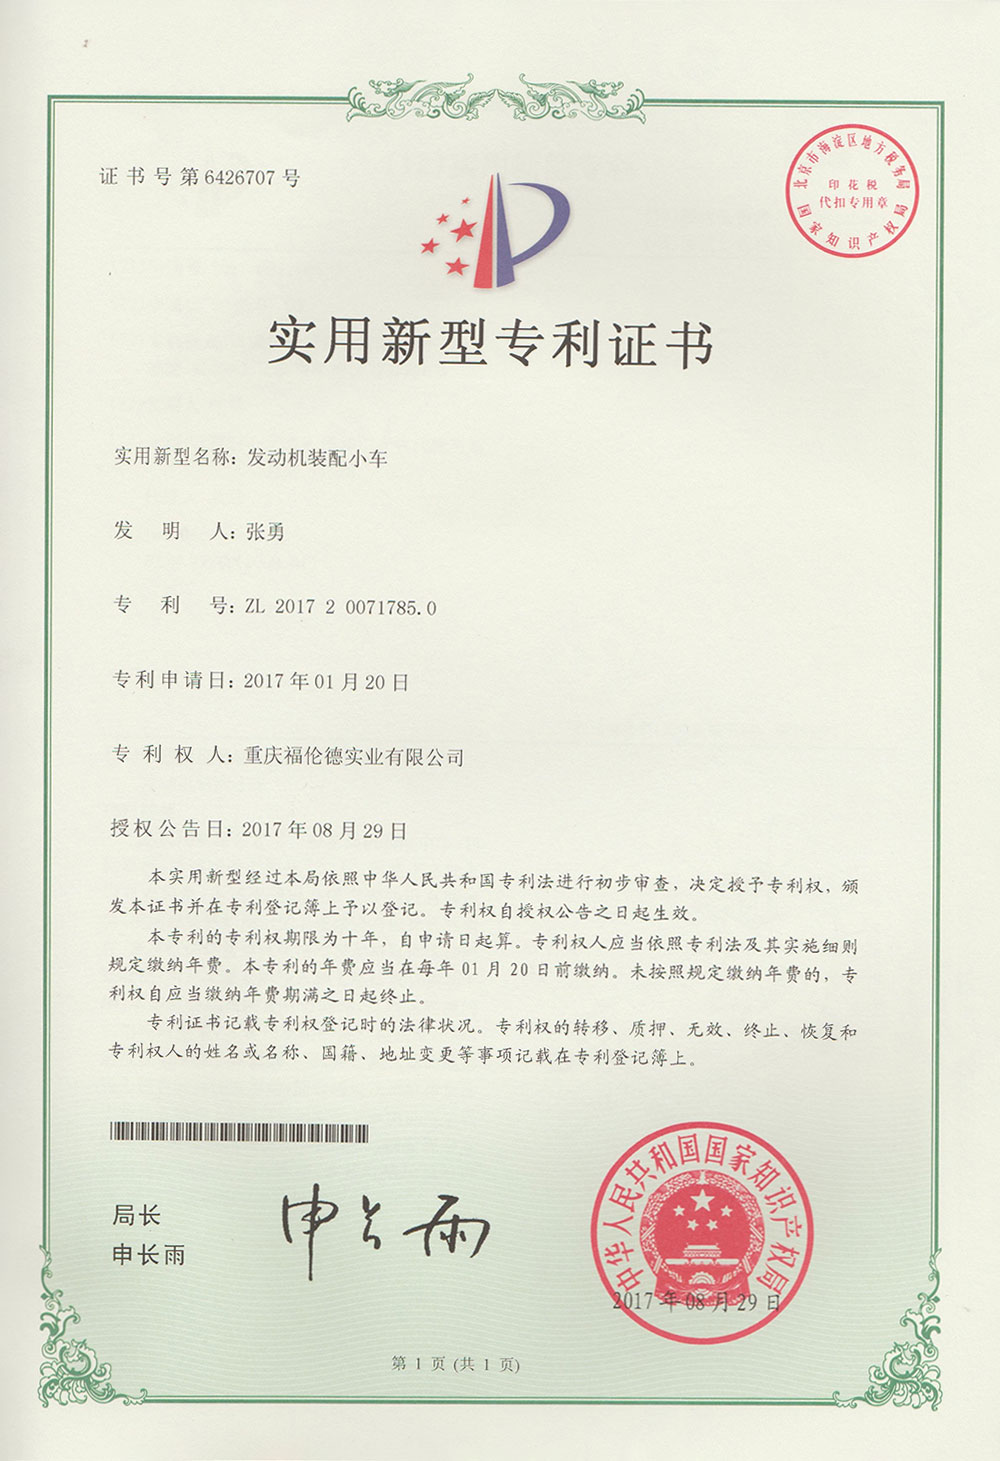 证书号第6426707号
北京市海淀区地方税务局
印花税
代扣专用章
国家知识产权局
实用新型专利证书
实用新型名称：发动机装配小车
发明人：张勇
专利号：ZL 2017 2 0071785.0
专利申请日：2017年01月20日
专利权人：重庆福伦德实业有限公司
授权公告日：2017年08月29日
本实用新型经过本局依照中华人民共和国专利法进行初步审查，决定授予专利权，颁
发本证书并在专利登记簿上予以登记。专利权自授权公告之日起生效。
本专利的专利权期限为十年，自申请日起算。专利权人应当依照专利法及其实施细则
规定缴纳年费。本专利的年费应当在每年01月20日前缴纳。未按照规定缴纳年费的，专
利权自应当缴纳年费期满之日起终止。
专利证书记载专利权登记时的法律状况。专利权的转移、质押、无效、终止、恢复和
专利权人的姓名或名称、国籍、地址变更等事项记载在专利登记簿上。
局长
申长雨
申长雨
中华人民共和国国家知识产权局
2017年08月29日
第1页(共1页)